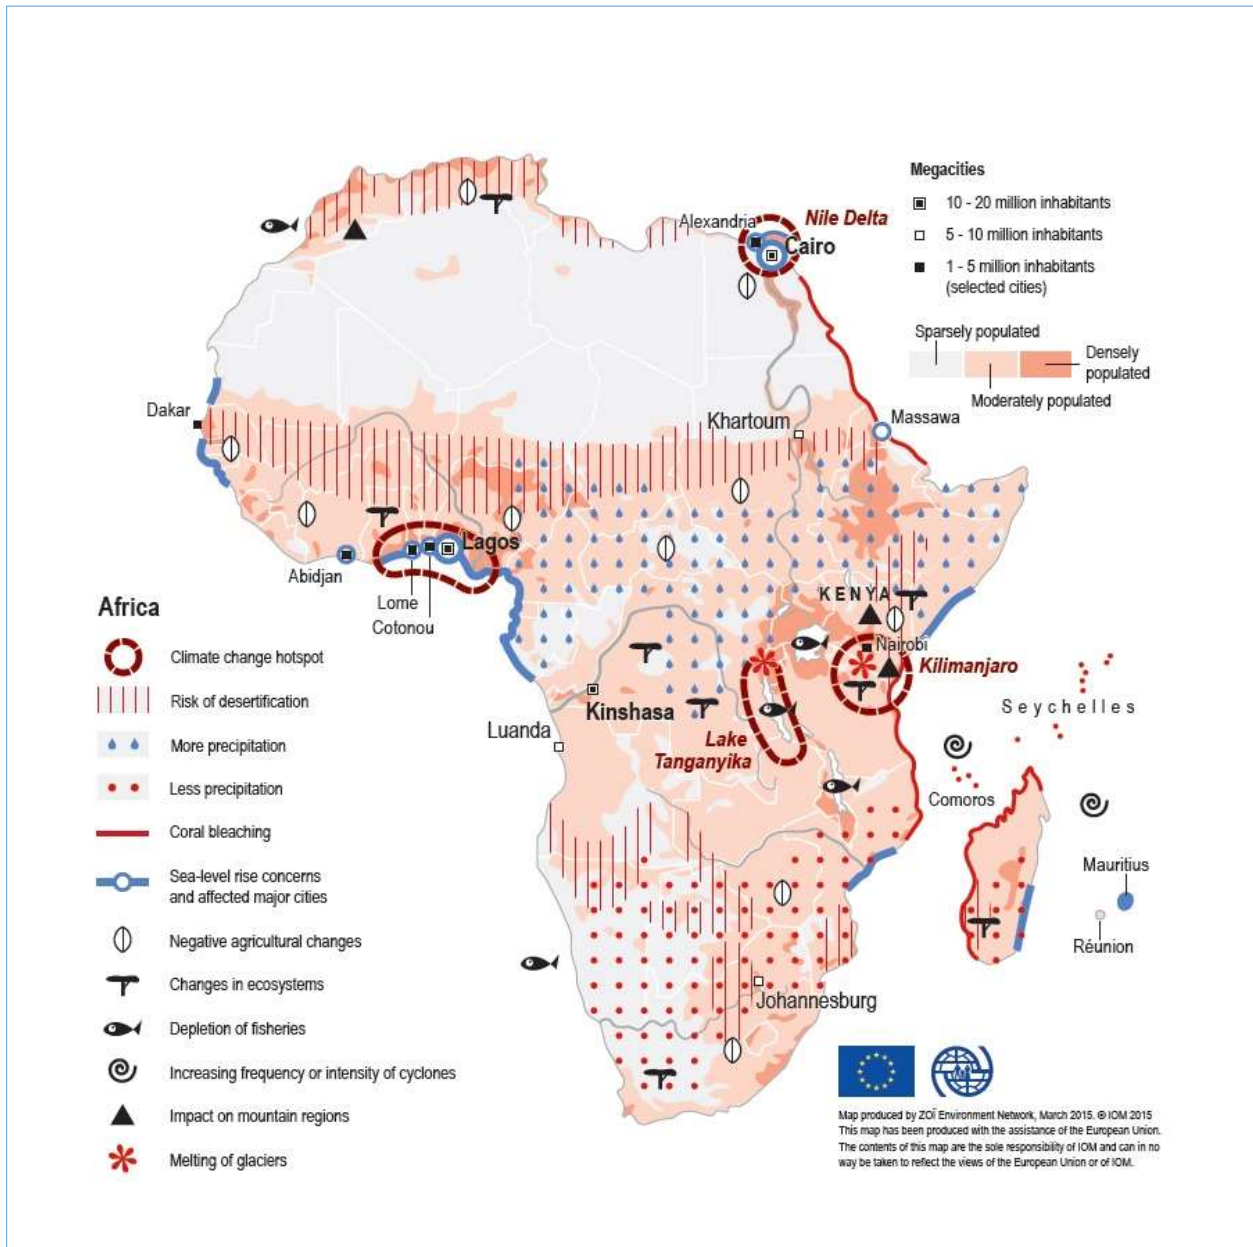 Megacities
10 - 20 million inhabitants
5 - 10 million inhabitants
1 - 5 million inhabitants
(selected cities)
Sparsely populated
Densely
populated
Moderately populated
Alexandria
Nile Delta
Cairo
Dakar
Khartoum
Massawa
Lagos
Abidjan
Lome
Cotonou
KENYA
Nairobi
Kilimanjaro
Kinshasa
Luanda
Lake
Tanganyika
Seychelles
Comoros
Mauritius
Réunion
Johannesburg
Africa
Climate change hotspot
Risk of desertification
More precipitation
Less precipitation
Coral bleaching
Sea-level rise concerns
and affected major cities
Negative agricultural changes
Changes in ecosystems
Depletion of fisheries
Increasing frequency or intensity of cyclones
Impact on mountain regions
Melting of glaciers
Map produced by ZOÏ Environment Network, March 2015. © IOM 2015
This map has been produced with the assistance of the European Union.
The contents of this map are the sole responsibility of IOM and can in no
way be taken to reflect the views of the European Union or of IOM.